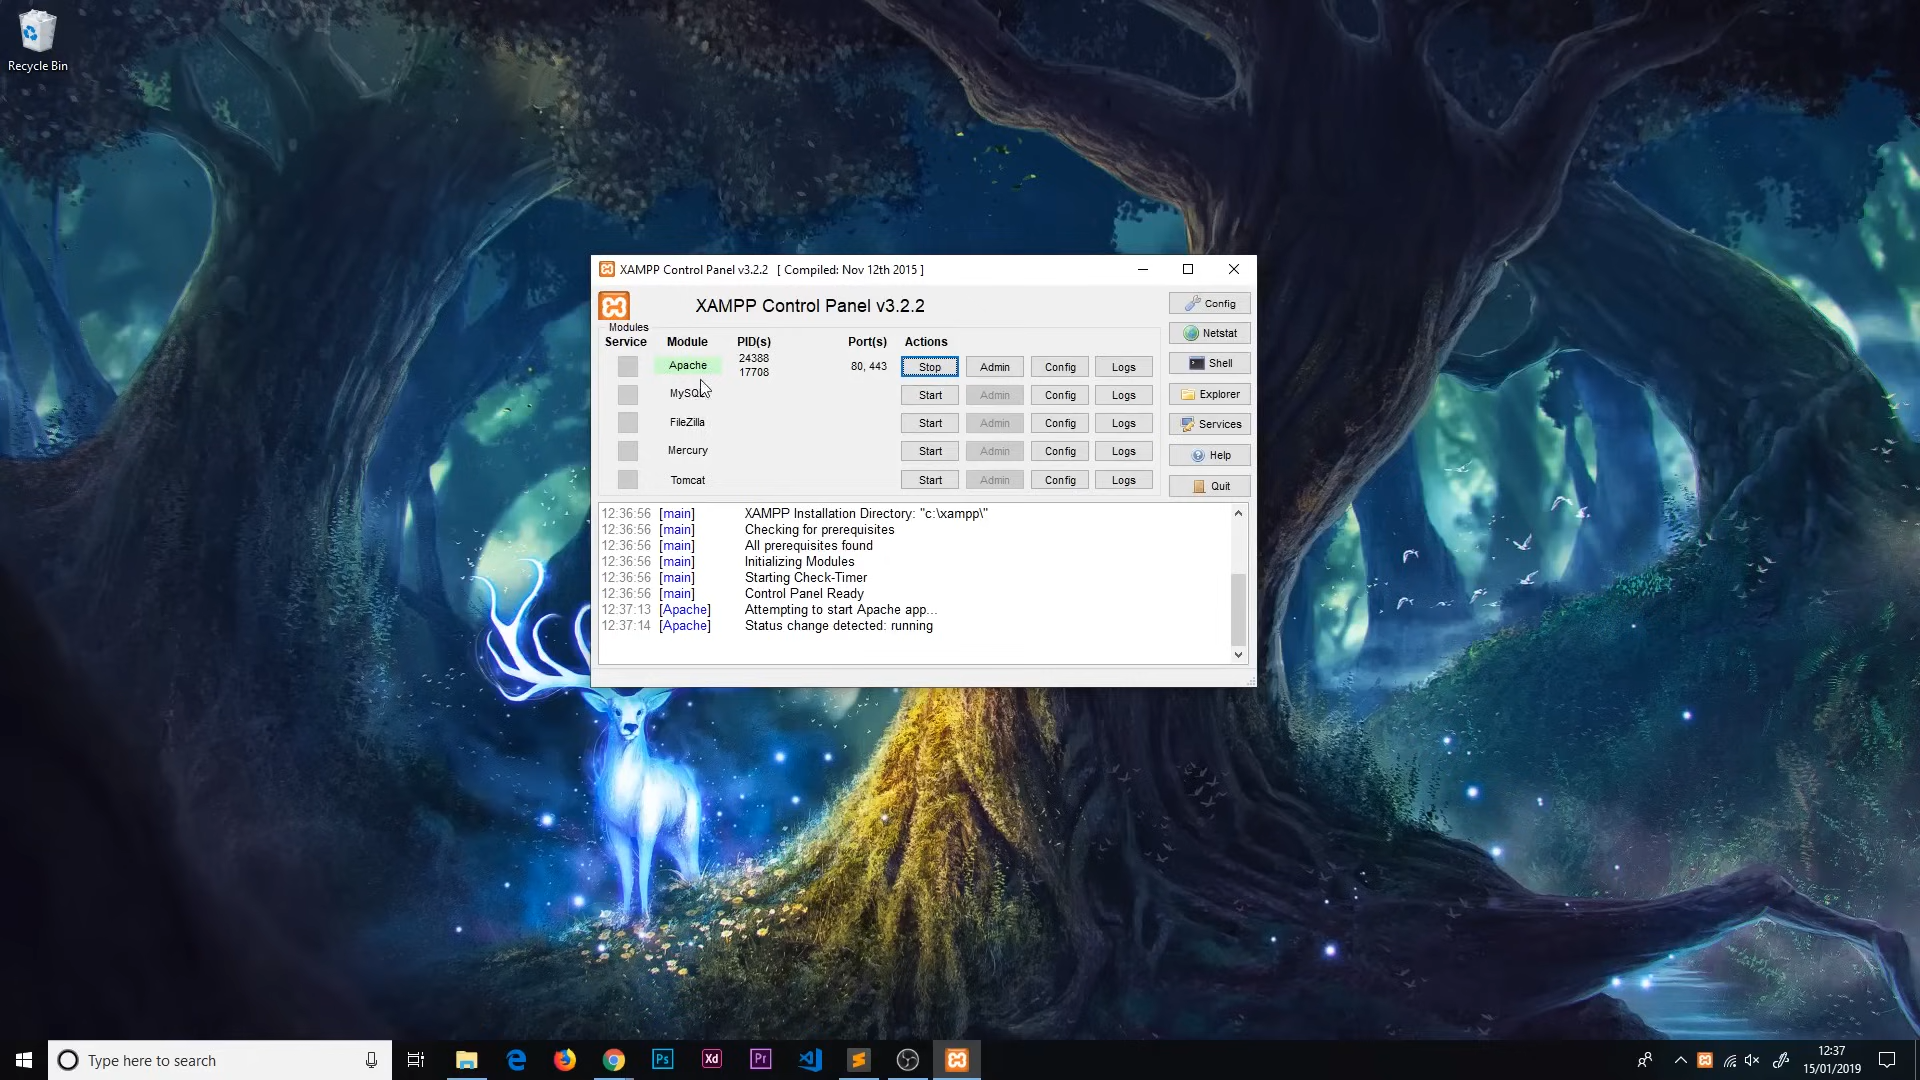 Recycle Bin
XAMPP Control Panel v3.2.2 [ Compiled: Nov 12th 2015 ]
XAMPP Control Panel v3.2.2
Config
Modules
Service Module PID(s) Port(s) Actions
Netstat
Apache 24388 17708 80, 443 Stop Admin Config Logs
Shell
MySQL Start Admin Config Logs
Explorer
FileZilla Start Admin Config Logs
Services
Mercury Start Admin Config Logs
Help
Tomcat Start Admin Config Logs
Quit
12:36:56 [main] XAMPP Installation Directory: "c:\xampp\"
12:36:56 [main] Checking for prerequisites
12:36:56 [main] All prerequisites found
12:36:56 [main] Initializing Modules
12:36:56 [main] Starting Check-Timer
12:36:56 [main] Control Panel Ready
12:37:13 [Apache] Attempting to start Apache app...
12:37:14 [Apache] Status change detected: running
Type here to search
Ps
Xd
Pr
12:37
15/01/2019